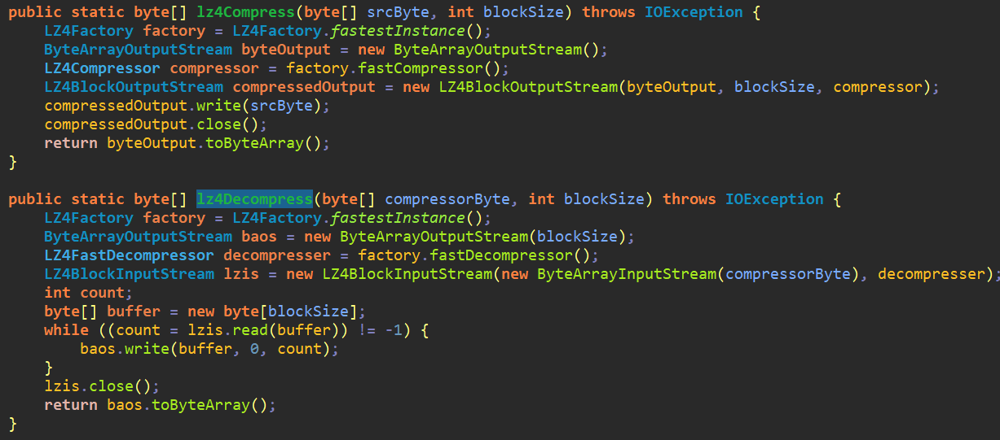 public static byte[] lz4Compress(byte[] srcByte, int blockSize) throws IOException {
    LZ4Factory factory = LZ4Factory.fastestInstance();
    ByteArrayOutputStream byteOutput = new ByteArrayOutputStream();
    LZ4Compressor compressor = factory.fastCompressor();
    LZ4BlockOutputStream compressedOutput = new LZ4BlockOutputStream(byteOutput, blockSize, compressor);
    compressedOutput.write(srcByte);
    compressedOutput.close();
    return byteOutput.toByteArray();
}
public static byte[] lz4Decompress(byte[] compressorByte, int blockSize) throws IOException {
    LZ4Factory factory = LZ4Factory.fastestInstance();
    ByteArrayOutputStream baos = new ByteArrayOutputStream(blockSize);
    LZ4FastDecompressor decompresser = factory.fastDecompressor();
    LZ4BlockInputStream lzis = new LZ4BlockInputStream(new ByteArrayInputStream(compressorByte), decompresser);
    int count;
    byte[] buffer = new byte[blockSize];
    while ((count = lzis.read(buffer)) != -1) {
        baos.write(buffer, 0, count);
    }
    lzis.close();
    return baos.toByteArray();
}